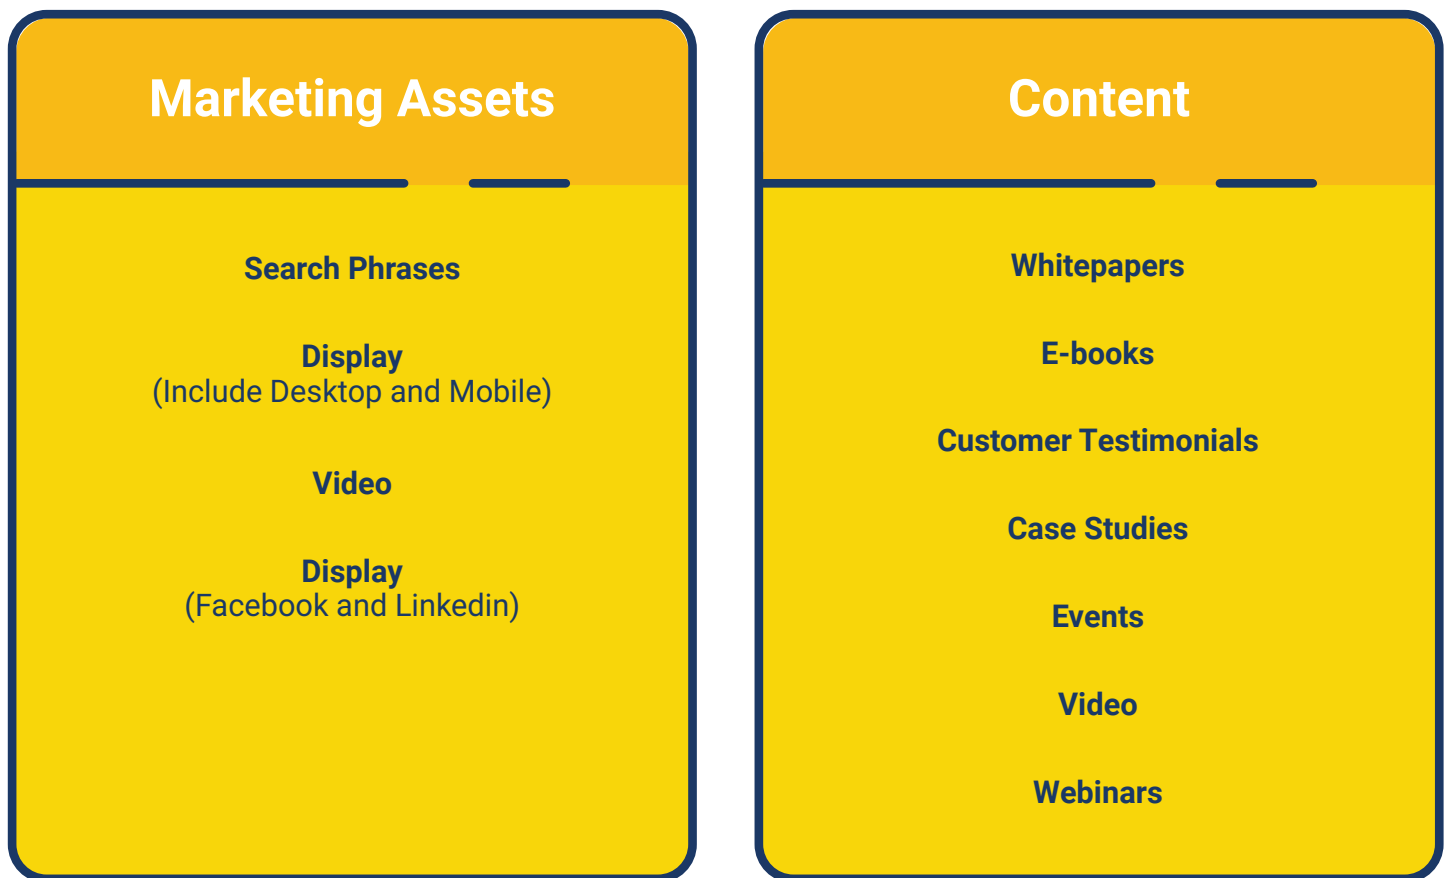 Marketing Assets
Search Phrases
Display
(Include Desktop and Mobile)
Video
Display
(Facebook and Linkedin)
Content
Whitepapers
E-books
Customer Testimonials
Case Studies
Events
Video
Webinars